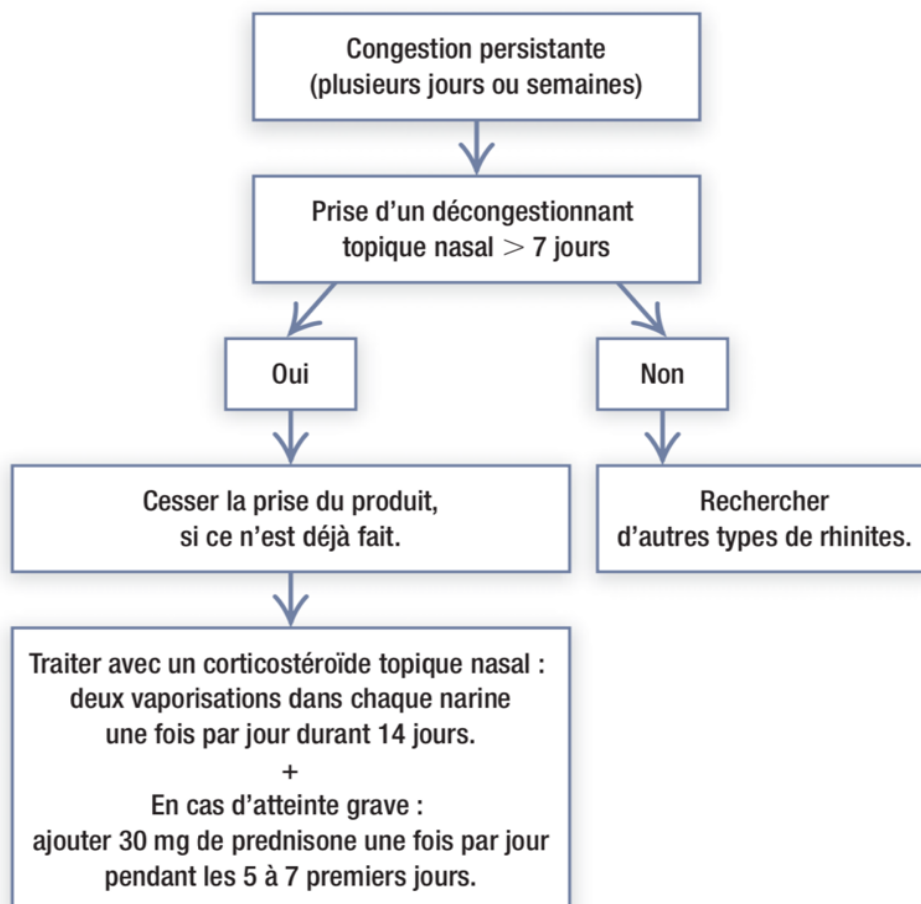 Congestion persistante
(plusieurs jours ou semaines)
Prise d'un décongestionnant
topique nasal > 7 jours
Oui
Non
Cesser la prise du produit,
si ce n'est déjà fait.
Rechercher
d'autres types de rhinites.
Traiter avec un corticostéroïde topique nasal :
deux vaporisations dans chaque narine
une fois par jour durant 14 jours.
+
En cas d'atteinte grave :
ajouter 30 mg de prednisone une fois par jour
pendant les 5 à 7 premiers jours.